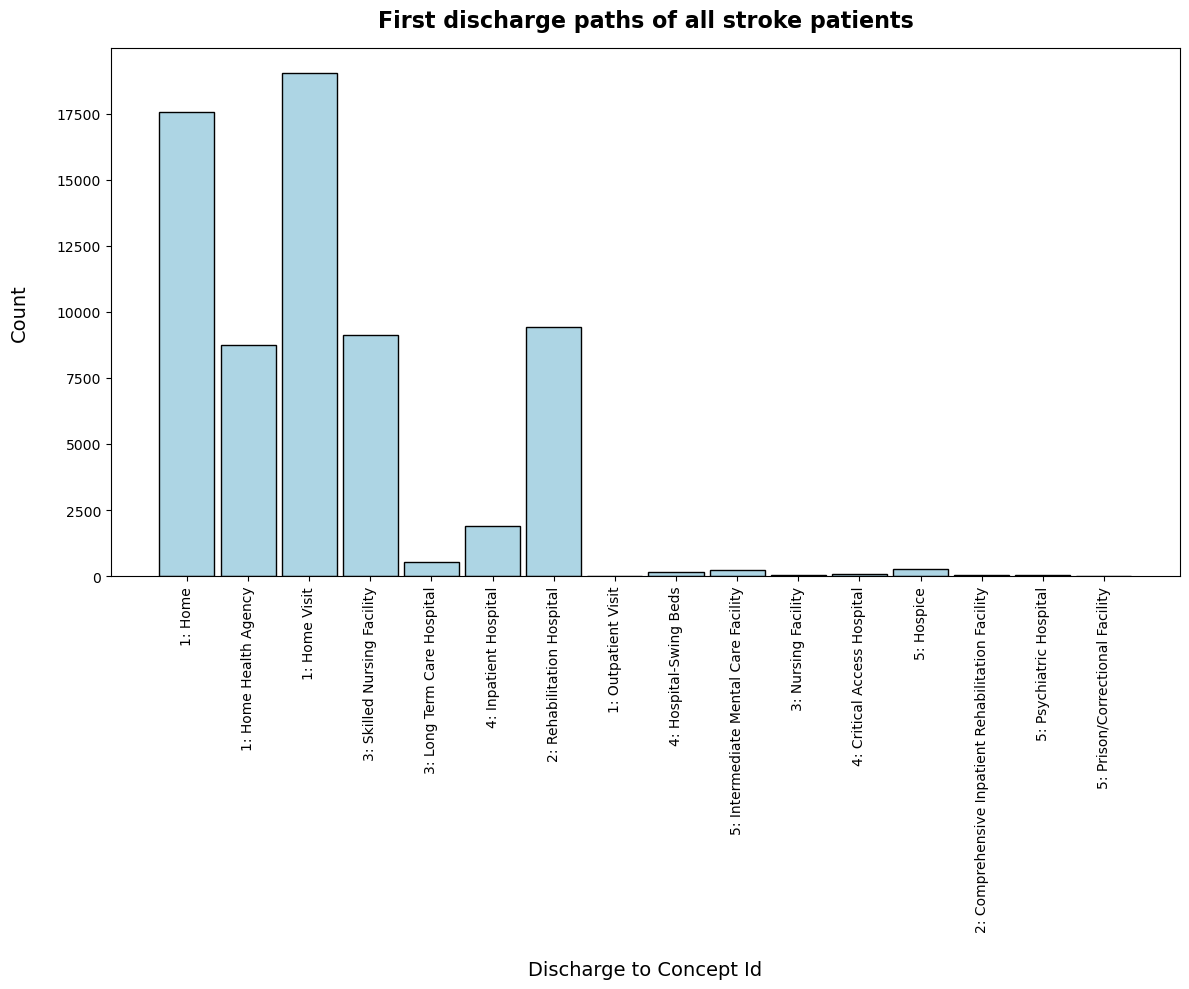 First discharge paths of all stroke patients
Count
17500
15000
12500
10000
7500
5000
2500
0
1: Home
1: Home Health Agency
1: Home Visit
3: Skilled Nursing Facility
3: Long Term Care Hospital
4: Inpatient Hospital
2: Rehabilitation Hospital
1: Outpatient Visit
4: Hospital-Swing Beds
5: Intermediate Mental Care Facility
3: Nursing Facility
4: Critical Access Hospital
5: Hospice
2: Comprehensive Inpatient Rehabilitation Facility
5: Psychiatric Hospital
5: Prison/Correctional Facility
Discharge to Concept Id